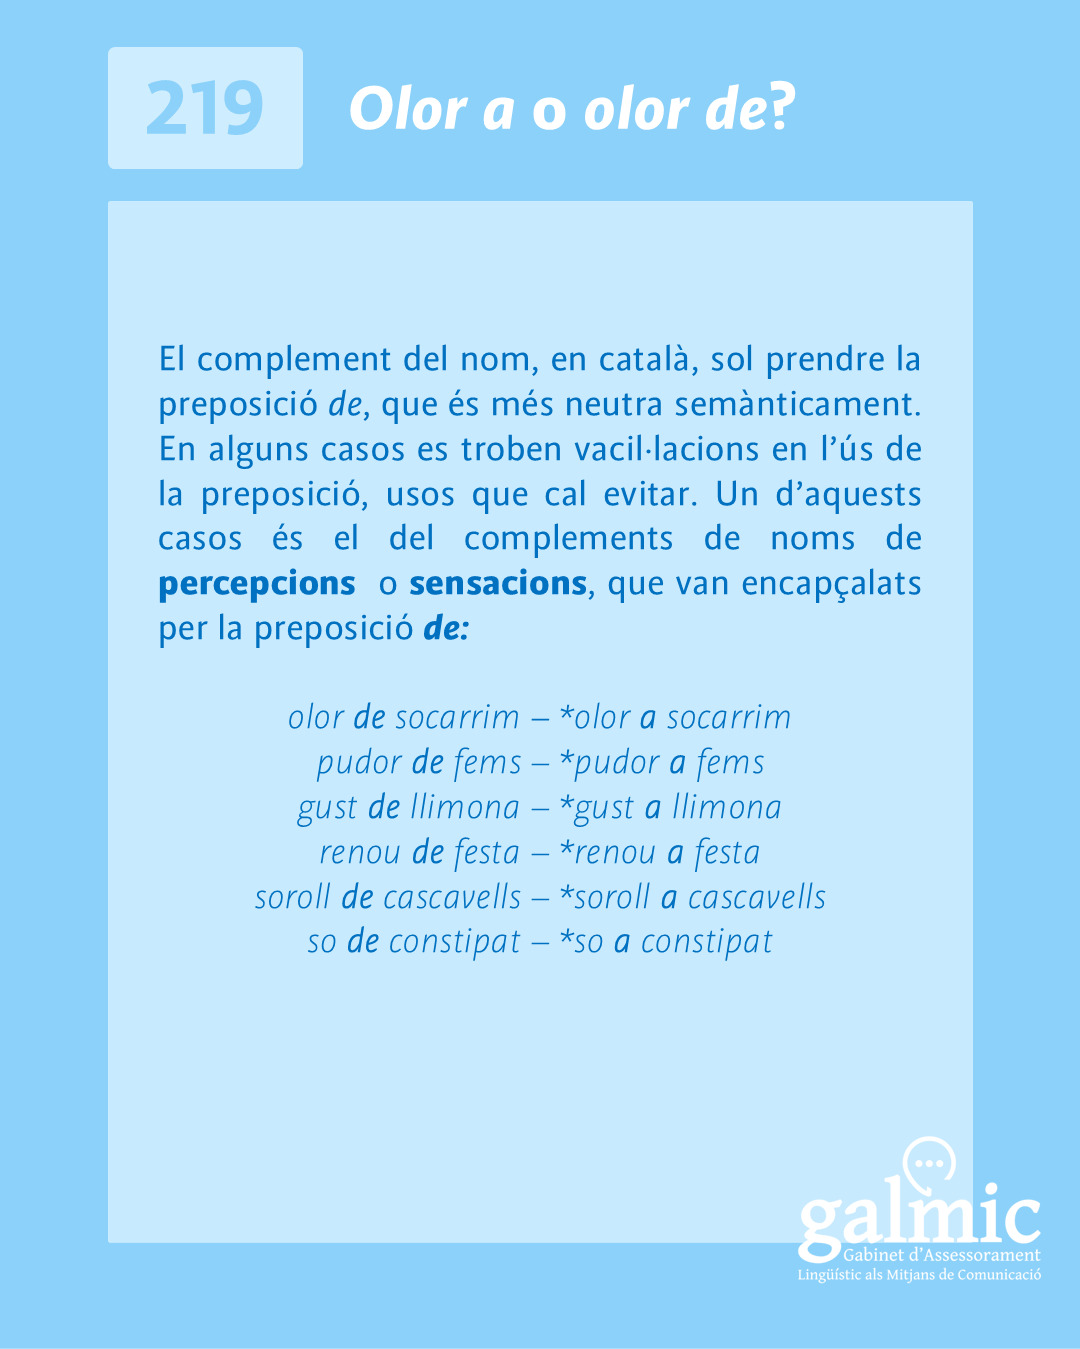 219
Olor a o olor de?
El complement del nom, en català, sol prendre la
preposició de, que és més neutra semànticament.
En alguns casos es troben vacil·lacions en l’ús de
la preposició, usos que cal evitar. Un d’aquests
casos és el del complements de noms de
percepcions o sensacions, que van encapçalats
per la preposició de:
olor de socarrim – *olor a socarrim
pudor de fems – *pudor a fems
gust de llimona – *gust a llimona
renou de festa – *renou a festa
soroll de cascavells – *soroll a cascavells
so de constipat – *so a constipat
galmic
Gabinet d’Assessorament
Lingüístic als Mitjans de Comunicació